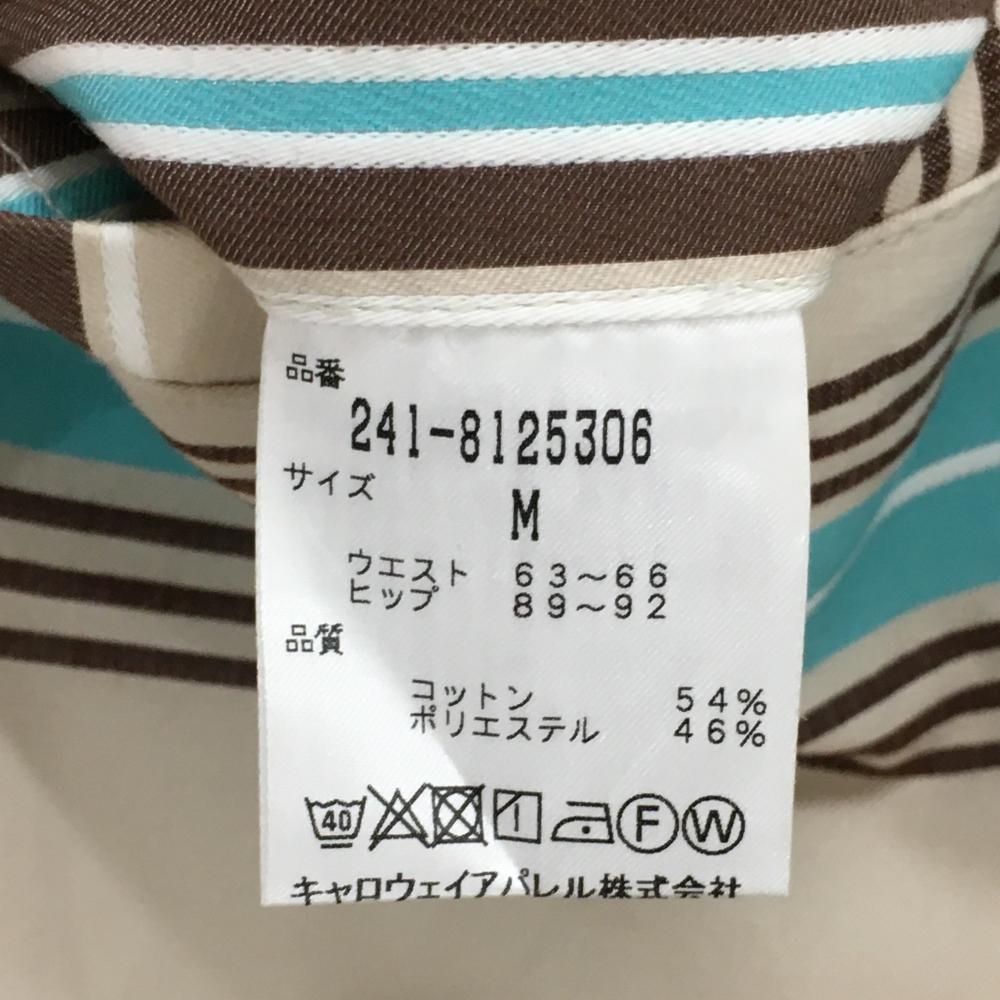 品番
241-8125306
サイズ
M
ウエスト 63～66
ヒップ 89～92
品質
コットン 54%
ポリエステル 46%
40 F W
キャロウェイアパレル株式会社